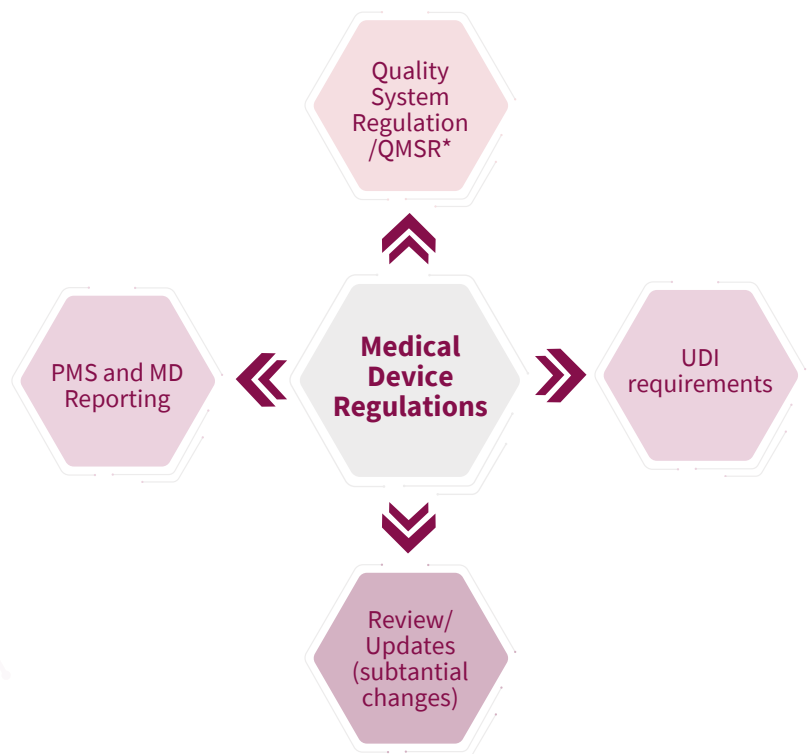 Quality
System
Regulation
/QMSR*
PMS and MD
Reporting
Medical
Device
Regulations
UDI
requirements
Review/
Updates
(subtantial
changes)